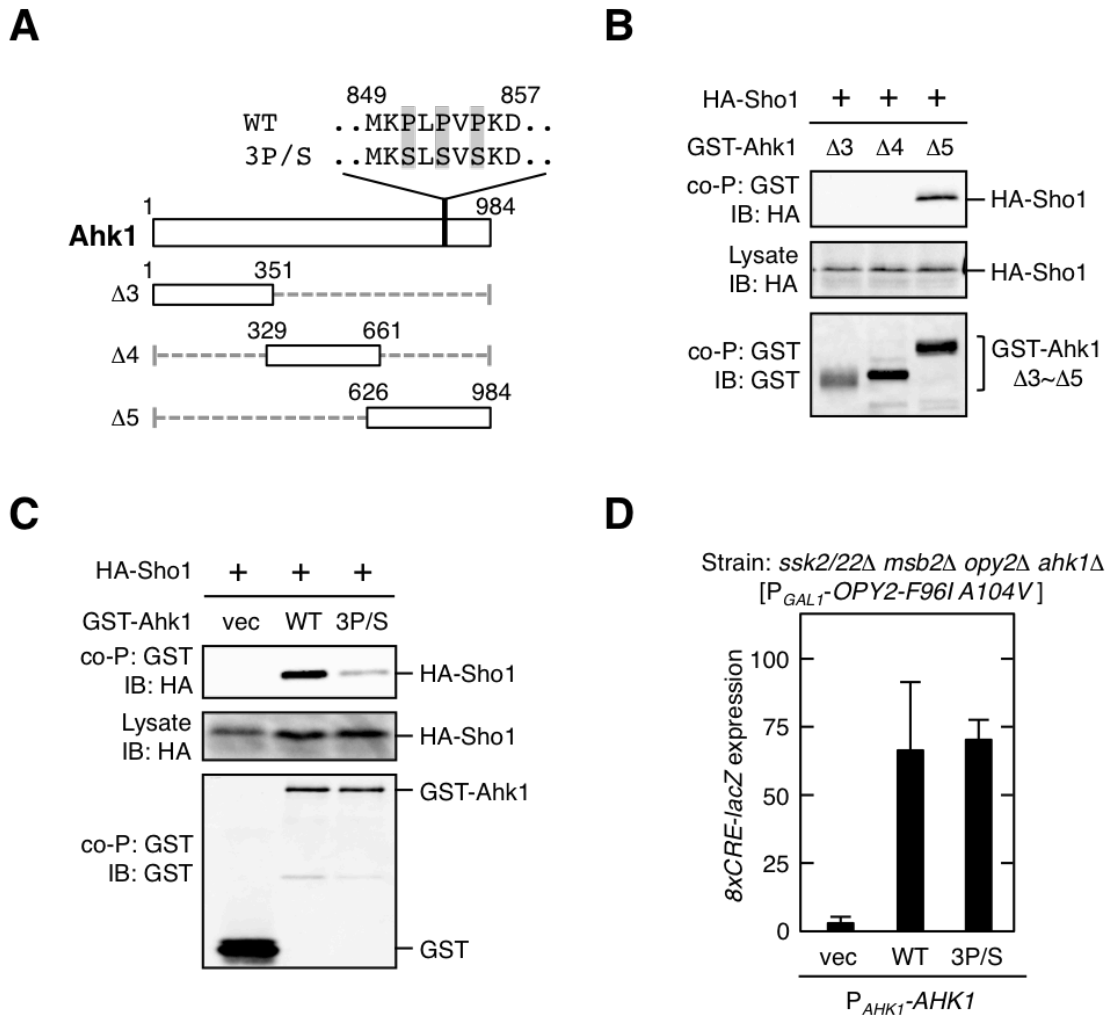 A
849 857
WT ..MKPLPVPKD..
3P/S ..MKSLSVSKD..
1 984
Ahk1
1 351
Δ3
329 661
Δ4
626 984
Δ5
B
HA-Sho1 + + +
GST-Ahk1 Δ3 Δ4 Δ5
co-P: GST
IB: HA
HA-Sho1
Lysate
IB: HA
HA-Sho1
co-P: GST
IB: GST
GST-Ahk1
Δ3~Δ5
C
HA-Sho1 + + +
GST-Ahk1 vec WT 3P/S
co-P: GST
IB: HA
HA-Sho1
Lysate
IB: HA
HA-Sho1
GST-Ahk1
co-P: GST
IB: GST
GST
D
Strain: ssk2/22Δ msb2Δ opy2Δ ahk1Δ
[PGAL1-OPY2-F96I A104V ]
8xCRE-lacZ expression
100
75
50
25
0
vec WT 3P/S
PAHK1-AHK1